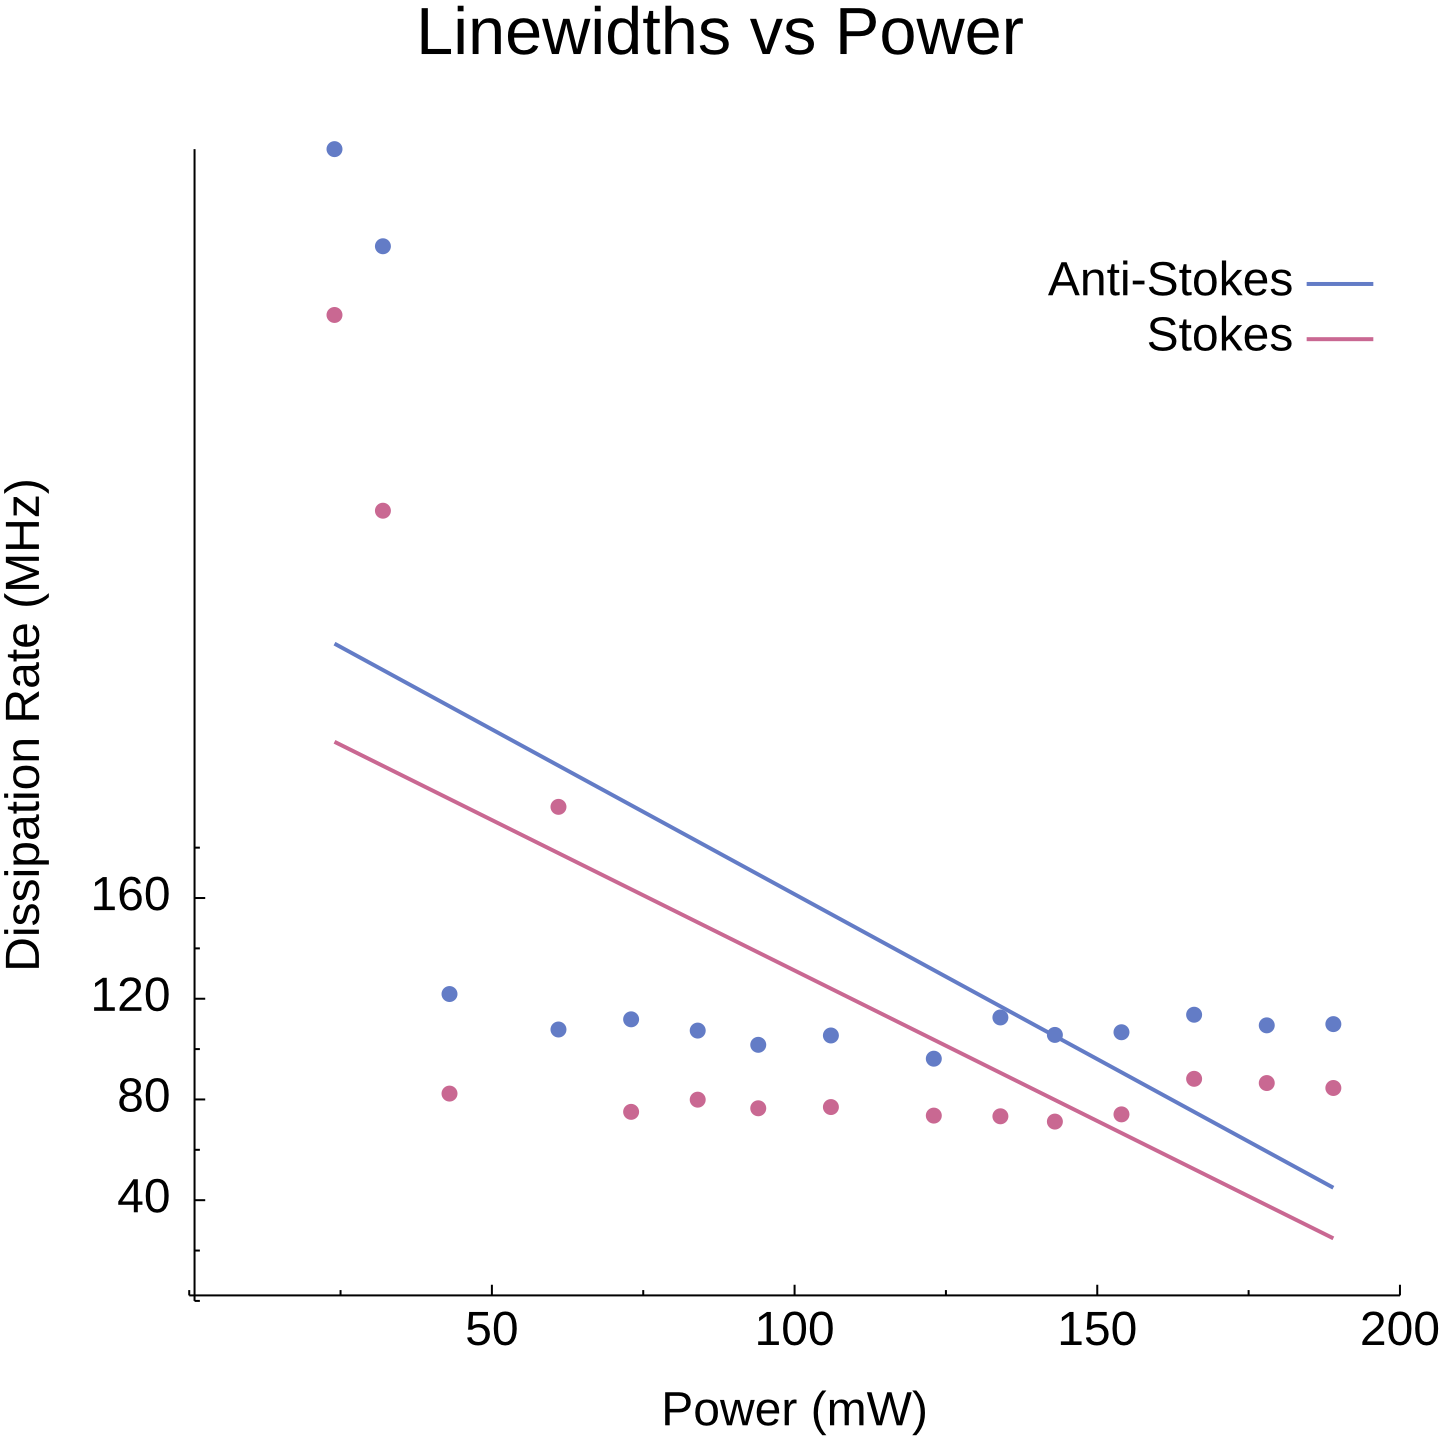 Linewidths vs Power
Anti-Stokes
Stokes
Dissipation Rate (MHz)
160
120
80
40
50 100 150 200
Power (mW)